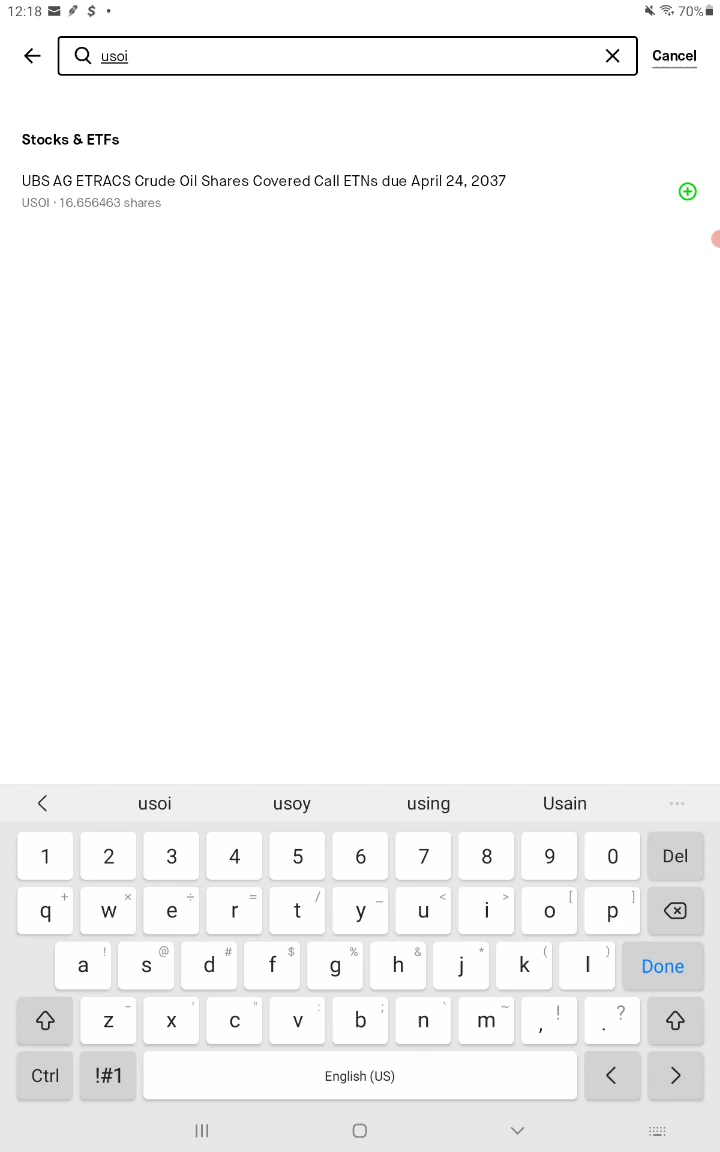 12:18 $ 70%
usoi Cancel
Stocks & ETFs
UBS AG ETRACS Crude Oil Shares Covered Call ETNs due April 24, 2037
USOI · 16.656463 shares
usoi usoy using Usain ...
1 2 3 4 5 6 7 8 9 0 Del
+ × ÷ = / _ < > [ ]
q w e r t y u i o p
! @ # $ % & * ( )
a s d f g h j k l Done
- ' " : ; ` ~ ! ?
z x c v b n m , .
Ctrl !#1 English (US) < >